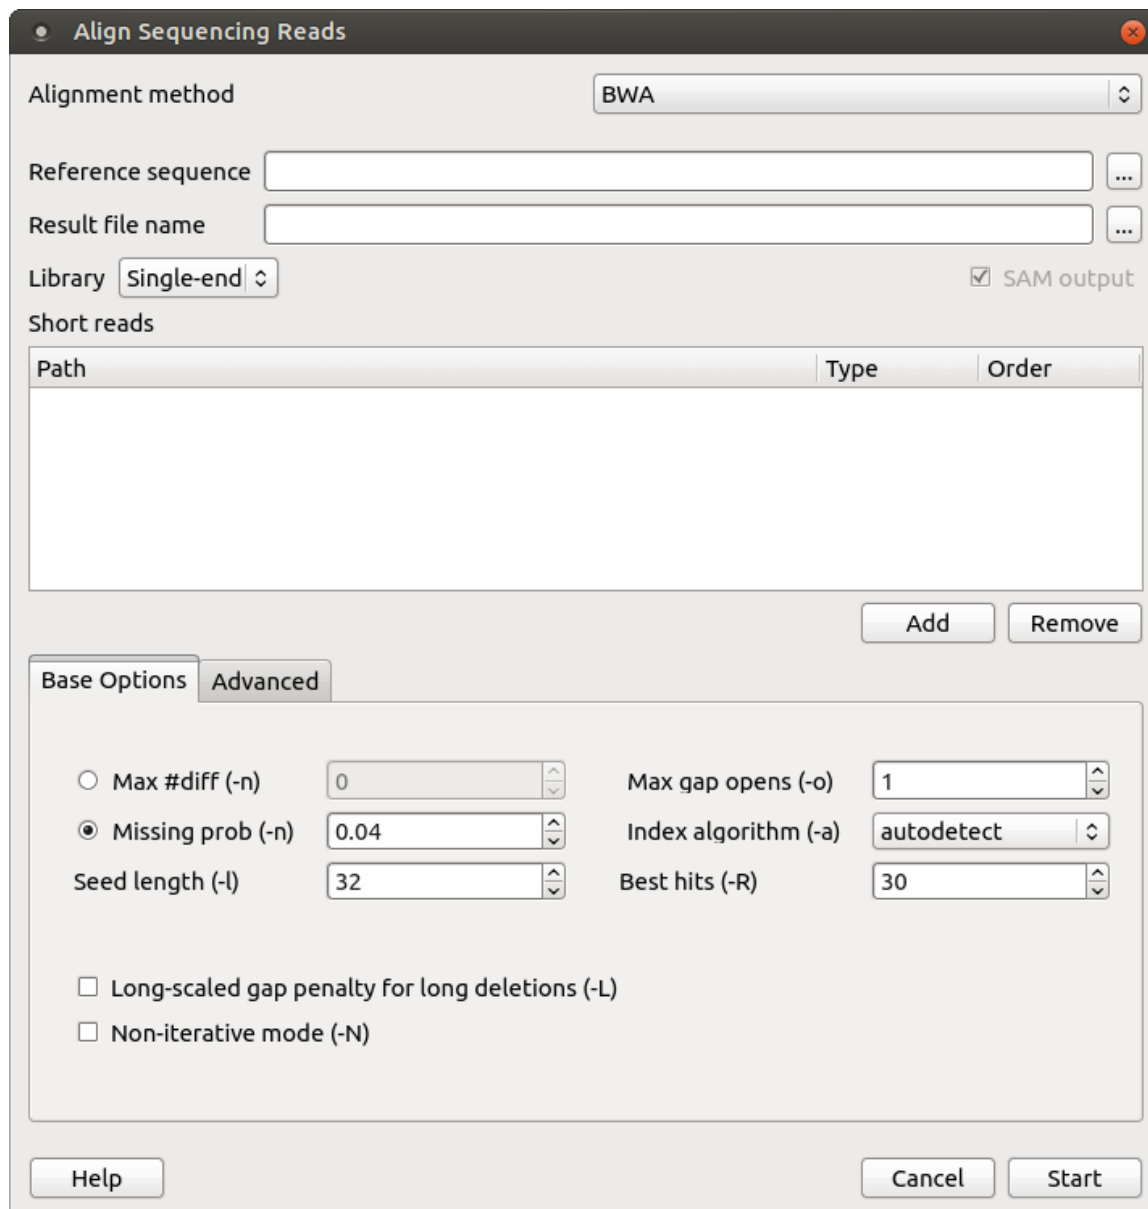 Align Sequencing Reads
Alignment method BWA
Reference sequence ...
Result file name ...
Library Single-end SAM output
Short reads
Path Type Order
Add Remove
Base Options Advanced
Max #diff (-n) 0 Max gap opens (-o) 1
Missing prob (-n) 0.04 Index algorithm (-a) autodetect
Seed length (-l) 32 Best hits (-R) 30
Long-scaled gap penalty for long deletions (-L)
Non-iterative mode (-N)
Help Cancel Start